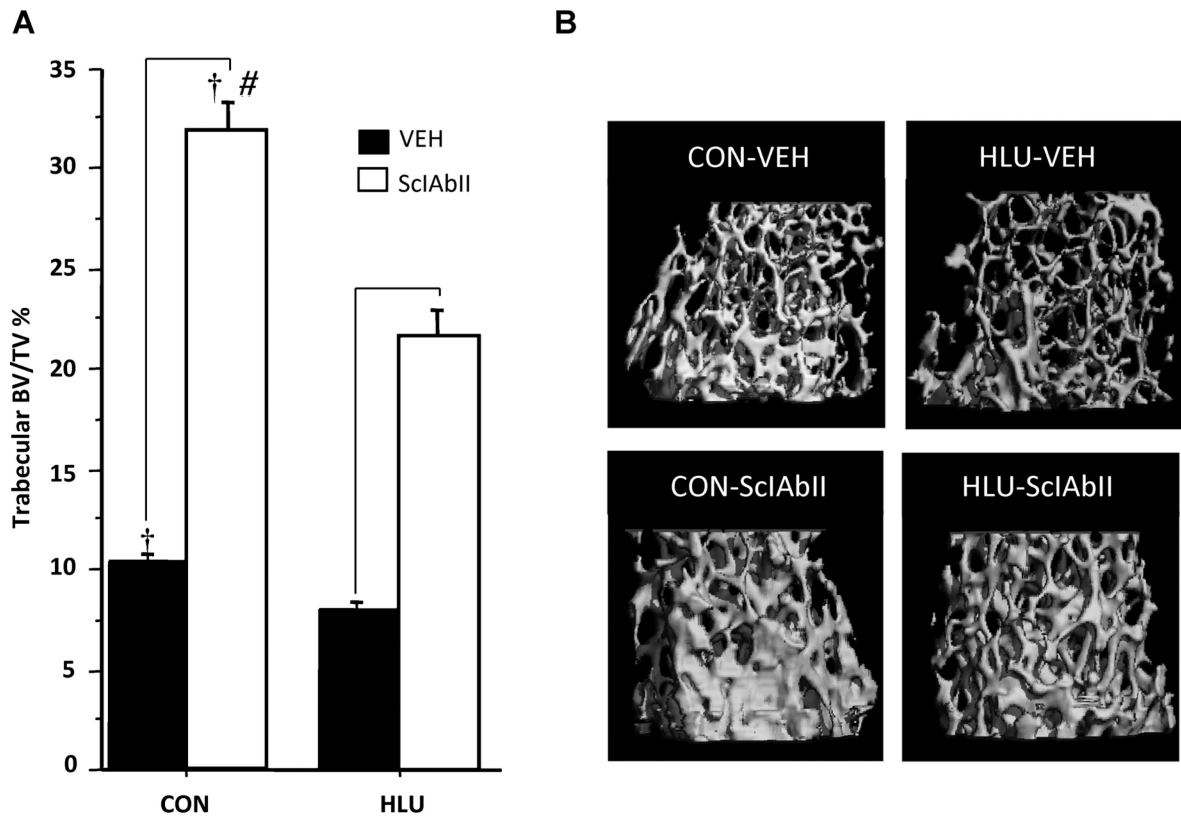 A
B
Trabecular BV/TV %
35
30
25
20
15
10
5
0
† #
†
VEH
SclAbII
CON
HLU
CON-VEH
HLU-VEH
CON-SclAbII
HLU-SclAbII